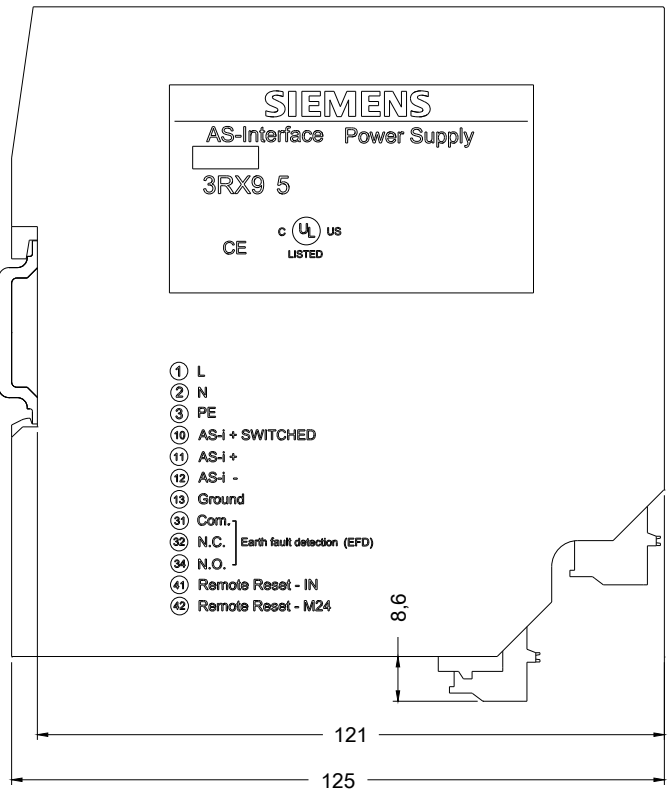 SIEMENS
AS-Interface Power Supply
3RX9 5
CE
C UL US
LISTED
1 L
2 N
3 PE
10 AS-i + SWITCHED
11 AS-i +
12 AS-i -
13 Ground
31 Com.
32 N.C. Earth fault detection (EFD)
34 N.O.
41 Remote Reset - IN
42 Remote Reset - M24
8,6
121
125